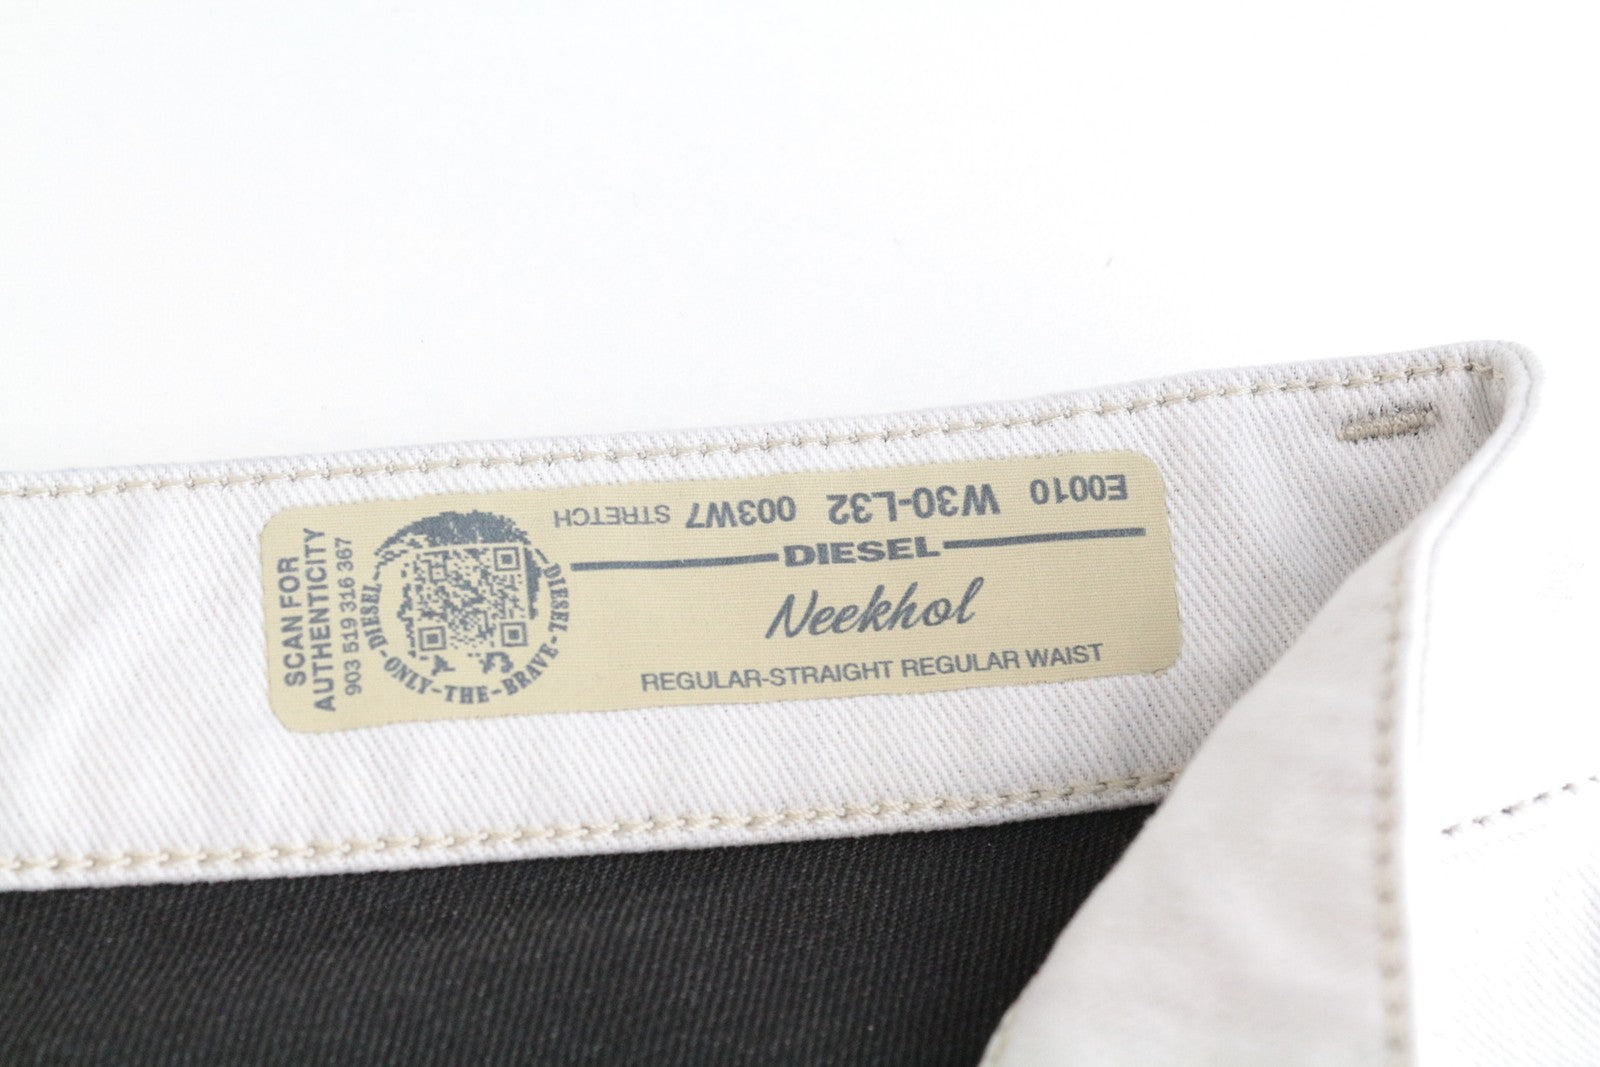 SCAN FOR
AUTHENTICITY
903 519 316 367
DIESEL-ONLY-THE-BRAVE-DIESEL-
E0010 W30-L32 003W7 STRETCH
DIESEL
Neekhol
REGULAR-STRAIGHT REGULAR WAIST